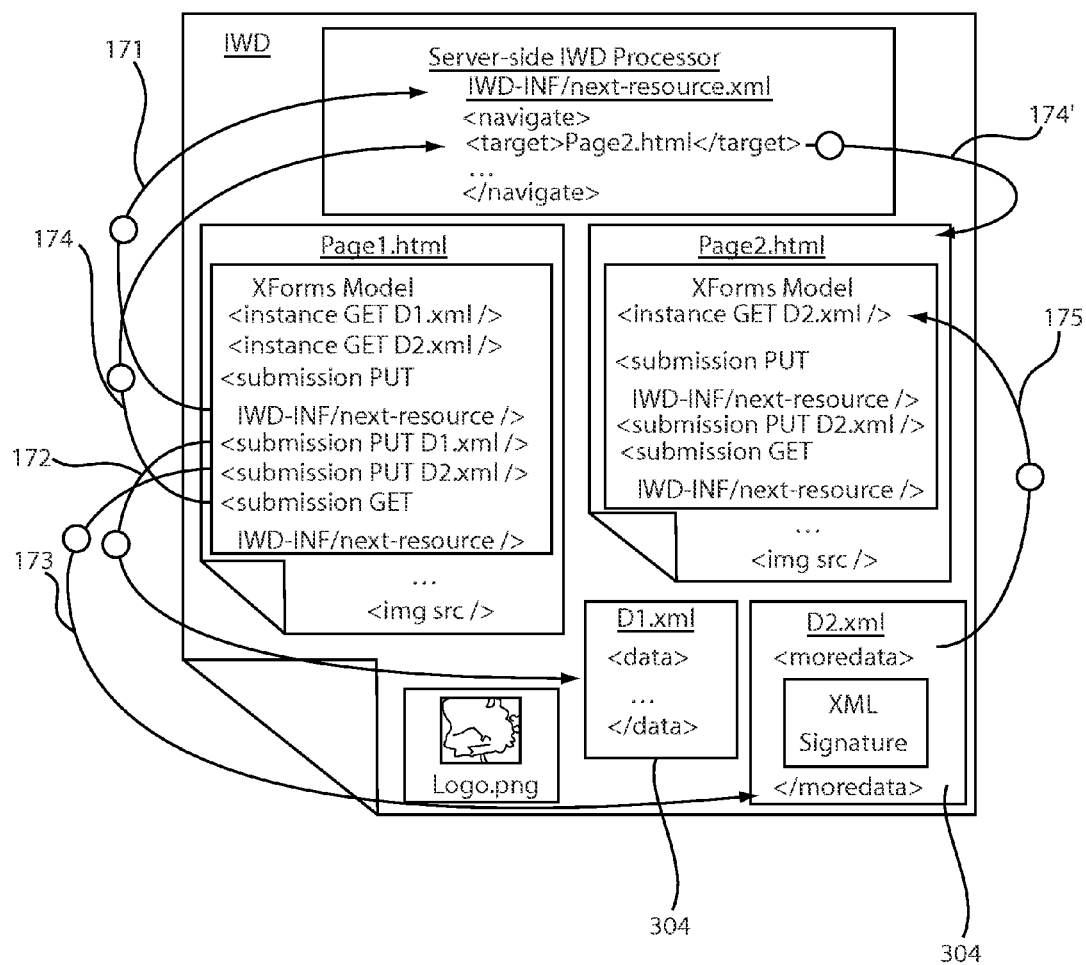 IWD
Server-side IWD Processor
IWD-INF/next-resource.xml
<navigate>
<target>Page2.html</target>
...
</navigate>
171
174'
174
Page1.html
XForms Model
<instance GET D1.xml />
<instance GET D2.xml />
<submission PUT
IWD-INF/next-resource />
<submission PUT D1.xml />
<submission PUT D2.xml />
<submission GET
IWD-INF/next-resource />
...
<img src />
Page2.html
XForms Model
<instance GET D2.xml />
<submission PUT
IWD-INF/next-resource />
<submission PUT D2.xml />
<submission GET
IWD-INF/next-resource />
...
<img src />
175
172
173
D1.xml
<data>
...
</data>
D2.xml
<moredata>
XML
Signature
</moredata>
Logo.png
304
304